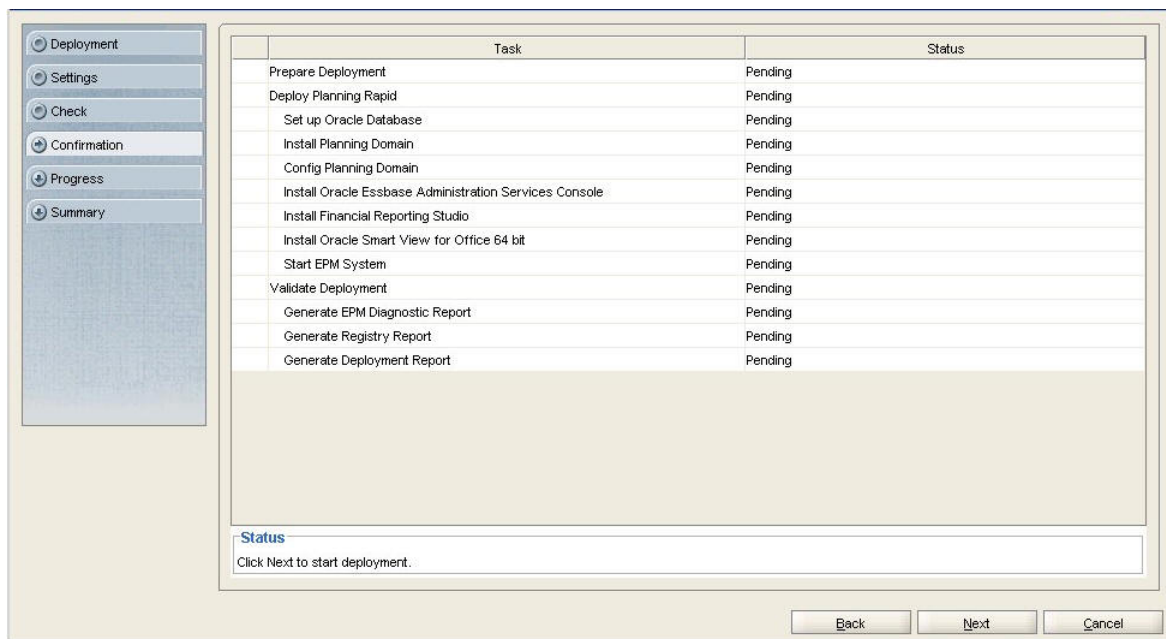 Deployment
Settings
Check
Confirmation
Progress
Summary
Task Status
Prepare Deployment Pending
Deploy Planning Rapid Pending
Set up Oracle Database Pending
Install Planning Domain Pending
Config Planning Domain Pending
Install Oracle Essbase Administration Services Console Pending
Install Financial Reporting Studio Pending
Install Oracle Smart View for Office 64 bit Pending
Start EPM System Pending
Validate Deployment Pending
Generate EPM Diagnostic Report Pending
Generate Registry Report Pending
Generate Deployment Report Pending
Status
Click Next to start deployment.
Back Next Cancel